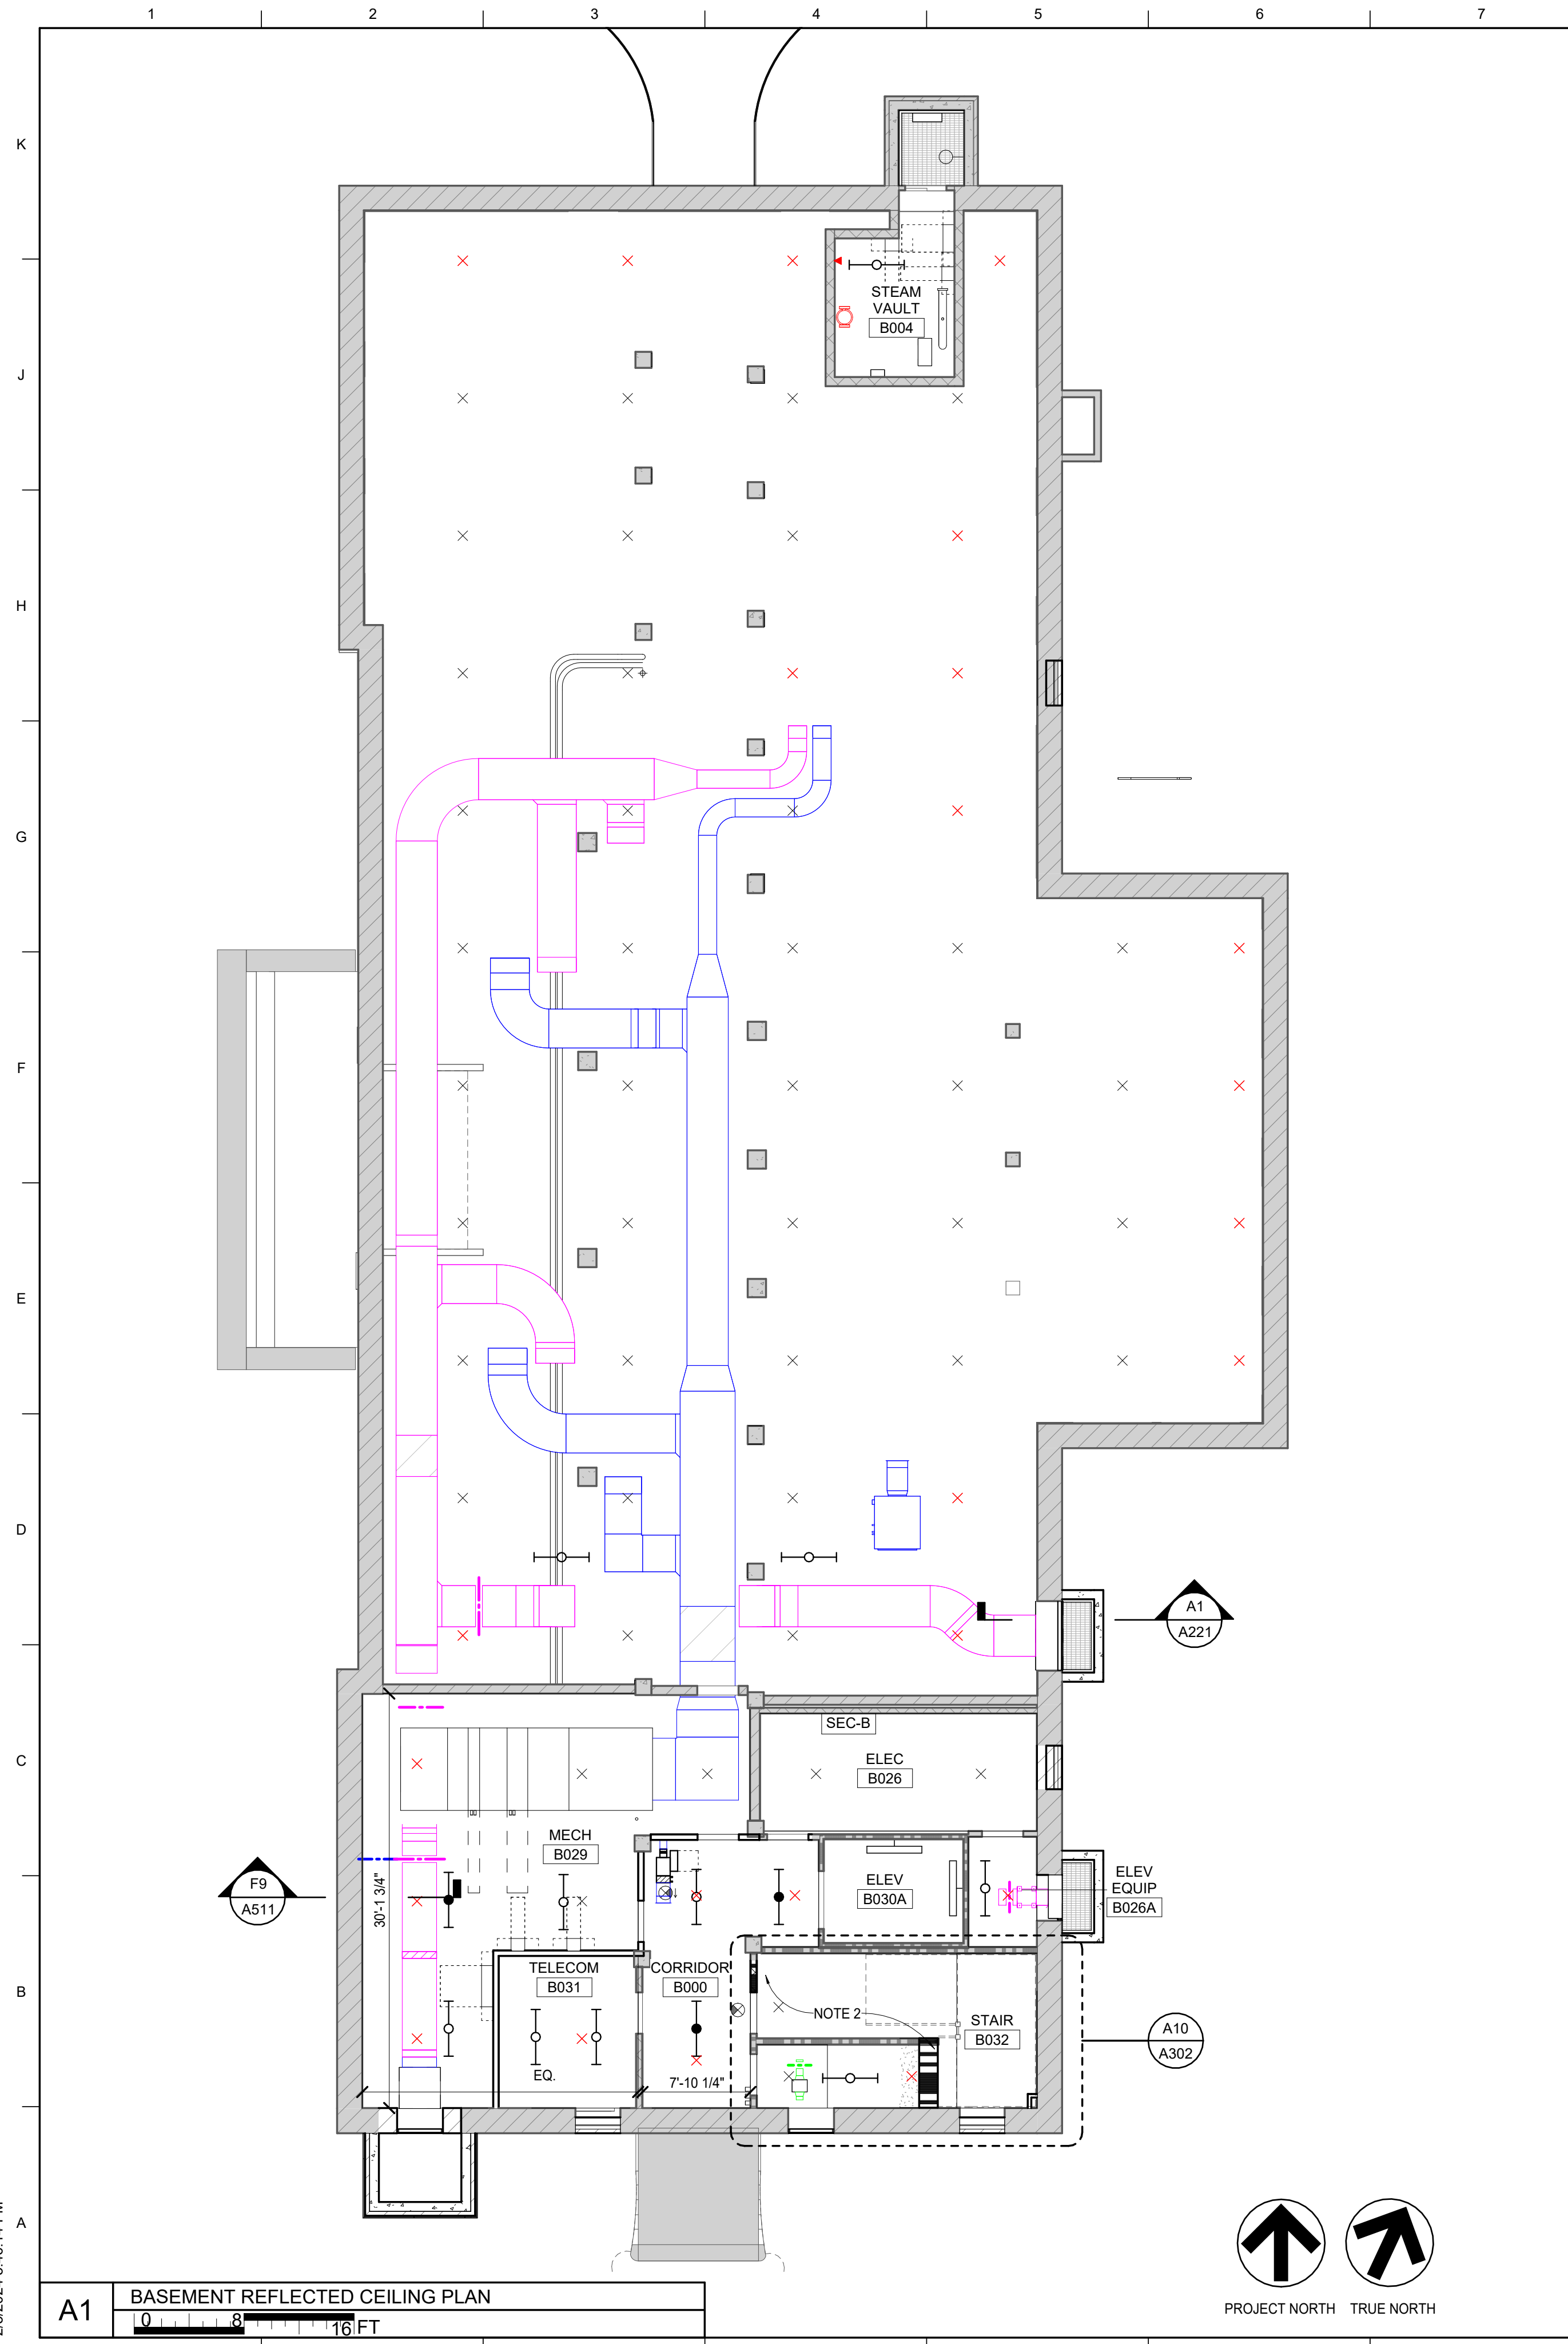 1 2 3 4 5 6 7
K
STEAM
VAULT
B004
J
H
G
F
E
D
A1
A221
SEC-B
C
ELEC
B026
MECH
B029
F9
A511
30'-1 3/4"
ELEV
B030A
ELEV
EQUIP
B026A
TELECOM
B031
CORRIDOR
B000
B
NOTE 2
STAIR
B032
A10
A302
EQ.
7'-10 1/4"
A
PROJECT NORTH TRUE NORTH
A1
BASEMENT REFLECTED CEILING PLAN
0 8 16 FT